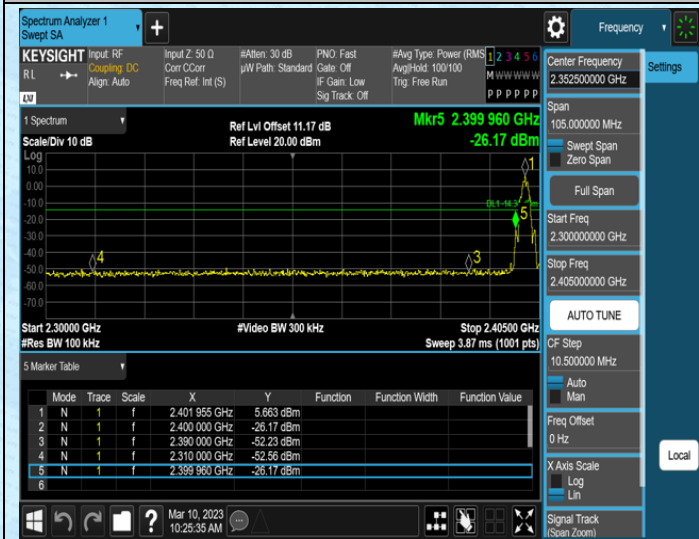 Spectrum Analyzer 1
Swept SA
+
Frequency
KEYSIGHT
RL
LXI
Input: RF
Coupling: DC
Align: Auto
Input Z: 50 Ω
Corr CCorr
Freq Ref: Int (S)
#Atten: 30 dB
µW Path: Standard
PNO: Fast
Gate: Off
IF Gain: Low
Sig Track: Off
#Avg Type: Power (RMS
Avg|Hold: 100/100
Trig: Free Run
1 2 3 4 5 6
M W W W W W
P P P P P P
1 Spectrum
Scale/Div 10 dB
Ref Lvl Offset 11.17 dB
Ref Level 20.00 dBm
Mkr5 2.399 960 GHz
-26.17 dBm
Log
10.0
0.00
-10.0
-20.0
-30.0
-40.0
-50.0
-60.0
-70.0
1
5
4
3
Start 2.30000 GHz
#Res BW 100 kHz
#Video BW 300 kHz
Stop 2.40500 GHz
Sweep 3.87 ms (1001 pts)
5 Marker Table
Mode Trace Scale X Y Function Function Width Function Value
1 N 1 f 2.401 955 GHz 5.663 dBm
2 N 1 f 2.400 000 GHz -26.17 dBm
3 N 1 f 2.390 000 GHz -52.23 dBm
4 N 1 f 2.310 000 GHz -52.56 dBm
5 N 1 f 2.399 960 GHz -26.17 dBm
6
?
Mar 10, 2023
10:25:35 AM
Center Frequency
2.352500000 GHz
Settings
Span
105.000000 MHz
Swept Span
Zero Span
Full Span
Start Freq
2.300000000 GHz
Stop Freq
2.405000000 GHz
AUTO TUNE
CF Step
10.500000 MHz
Auto
Man
Freq Offset
0 Hz
X Axis Scale
Log
Lin
Signal Track
(Span Zoom)
Local